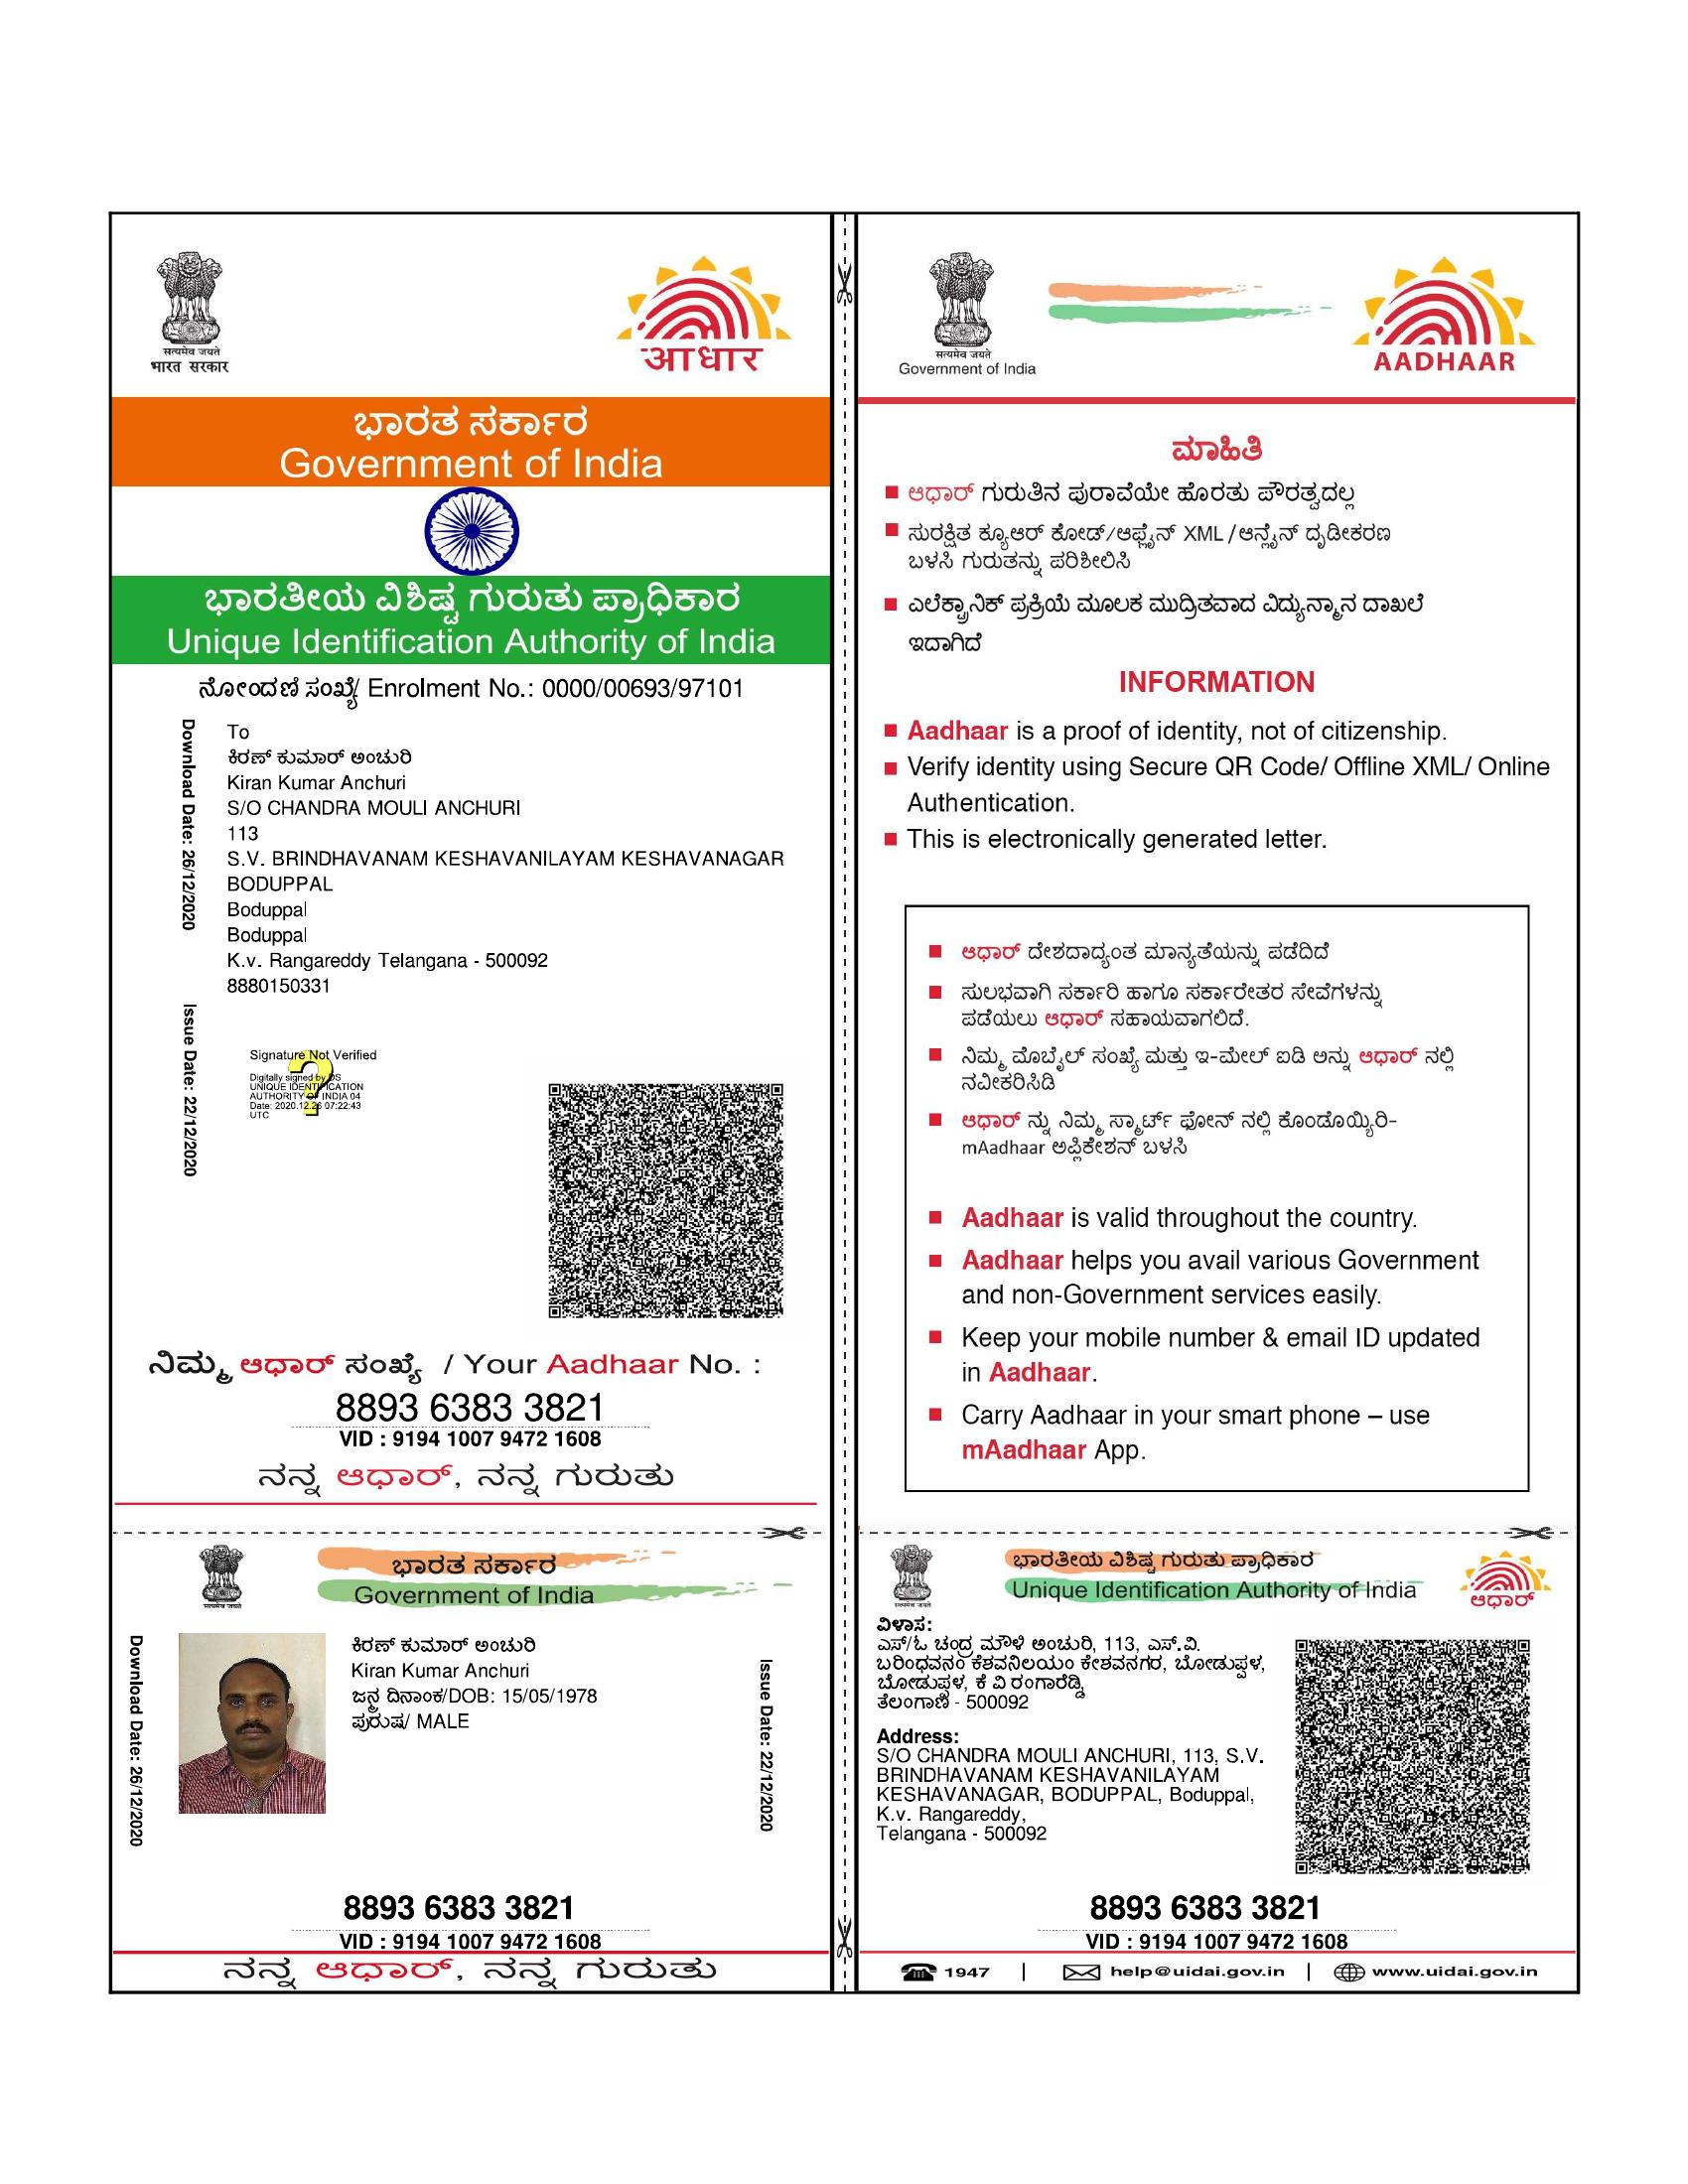 सत्यमेव जयते
भारत सरकार
आधार
ಭಾರತ ಸರ್ಕಾರ
Government of India
ಭಾರತೀಯ ವಿಶಿಷ್ಟ ಗುರುತು ಪ್ರಾಧಿಕಾರ
Unique Identification Authority of India
ನೋಂದಣಿ ಸಂಖ್ಯೆ/ Enrolment No.: 0000/00693/97101
Download Date: 26/12/2020
Issue Date: 22/12/2020
To
ಕಿರಣ್ ಕುಮಾರ್ ಅಂಚುರಿ
Kiran Kumar Anchuri
S/O CHANDRA MOULI ANCHURI
113
S.V. BRINDHAVANAM KESHAVANILAYAM KESHAVANAGAR
BODUPPAL
Boduppal
Boduppal
K.v. Rangareddy Telangana - 500092
8880150331
Signature Not Verified
Digitally signed by DS
UNIQUE IDENTIFICATION
AUTHORITY OF INDIA 04
Date: 2020.12.26 07:22:43
UTC
ನಿಮ್ಮ ಆಧಾರ್ ಸಂಖ್ಯೆ / Your Aadhaar No. :
8893 6383 3821
VID : 9194 1007 9472 1608
ನನ್ನ ಆಧಾರ್, ನನ್ನ ಗುರುತು
सत्यमेव जयते
Government of India
AADHAAR
ಮಾಹಿತಿ
ಆಧಾರ್ ಗುರುತಿನ ಪುರಾವೆಯೇ ಹೊರತು ಪೌರತ್ವದಲ್ಲ
ಸುರಕ್ಷಿತ ಕ್ಯೂಆರ್ ಕೋಡ್/ಆಫ್ಲೈನ್ XML /ಆನ್ಲೈನ್ ದೃಡೀಕರಣ
ಬಳಸಿ ಗುರುತನ್ನು ಪರಿಶೀಲಿಸಿ
ಎಲೆಕ್ಟ್ರಾನಿಕ್ ಪ್ರಕ್ರಿಯೆ ಮೂಲಕ ಮುದ್ರಿತವಾದ ವಿದ್ಯುನ್ಮಾನ ದಾಖಲೆ
ಇದಾಗಿದೆ
INFORMATION
Aadhaar is a proof of identity, not of citizenship.
Verify identity using Secure QR Code/ Offline XML/ Online
Authentication.
This is electronically generated letter.
ಆಧಾರ್ ದೇಶದಾದ್ಯಂತ ಮಾನ್ಯತೆಯನ್ನು ಪಡೆದಿದೆ
ಸುಲಭವಾಗಿ ಸರ್ಕಾರಿ ಹಾಗೂ ಸರ್ಕಾರೇತರ ಸೇವೆಗಳನ್ನು
ಪಡೆಯಲು ಆಧಾರ್ ಸಹಾಯವಾಗಲಿದೆ.
ನಿಮ್ಮ ಮೊಬೈಲ್ ಸಂಖ್ಯೆ ಮತ್ತು ಇ-ಮೇಲ್ ಐಡಿ ಅನ್ನು ಆಧಾರ್ ನಲ್ಲಿ
ನವೀಕರಿಸಿಡಿ
ಆಧಾರ್ ನ್ನು ನಿಮ್ಮ ಸ್ಮಾರ್ಟ್ ಫೋನ್ ನಲ್ಲಿ ಕೊಂಡೊಯ್ಯಿರಿ-
mAadhaar ಅಪ್ಲಿಕೇಶನ್ ಬಳಸಿ
Aadhaar is valid throughout the country.
Aadhaar helps you avail various Government
and non-Government services easily.
Keep your mobile number & email ID updated
in Aadhaar.
Carry Aadhaar in your smart phone – use
mAadhaar App.
सत्यमेव जयते
ಭಾರತ ಸರ್ಕಾರ
Government of India
Download Date: 26/12/2020
ಕಿರಣ್ ಕುಮಾರ್ ಅಂಚುರಿ
Kiran Kumar Anchuri
ಜನ್ಮ ದಿನಾಂಕ/DOB: 15/05/1978
ಪುರುಷ/ MALE
Issue Date: 22/12/2020
8893 6383 3821
VID : 9194 1007 9472 1608
ನನ್ನ ಆಧಾರ್, ನನ್ನ ಗುರುತು
सत्यमेव जयते
ಭಾರತೀಯ ವಿಶಿಷ್ಟ ಗುರುತು ಪ್ರಾಧಿಕಾರ
Unique Identification Authority of India
ಆಧಾರ್
ವಿಳಾಸ:
ಎಸ್/ಓ ಚಂದ್ರ ಮೌಳಿ ಅಂಚುರಿ, 113, ಎಸ್.ವಿ.
ಬರಿಂಧವನಂ ಕೆಶವನಿಲಯಂ ಕೇಶವನಗರ, ಬೋಡುಪ್ಪಳ,
ಬೋಡುಪ್ಪಳ, ಕೆ ವಿ ರಂಗಾರೆಡ್ಡಿ
ತೆಲಂಗಾಣ - 500092
Address:
S/O CHANDRA MOULI ANCHURI, 113, S.V.
BRINDHAVANAM KESHAVANILAYAM
KESHAVANAGAR, BODUPPAL, Boduppal,
K.v. Rangareddy,
Telangana - 500092
8893 6383 3821
VID : 9194 1007 9472 1608
1947 | help@uidai.gov.in | www.uidai.gov.in